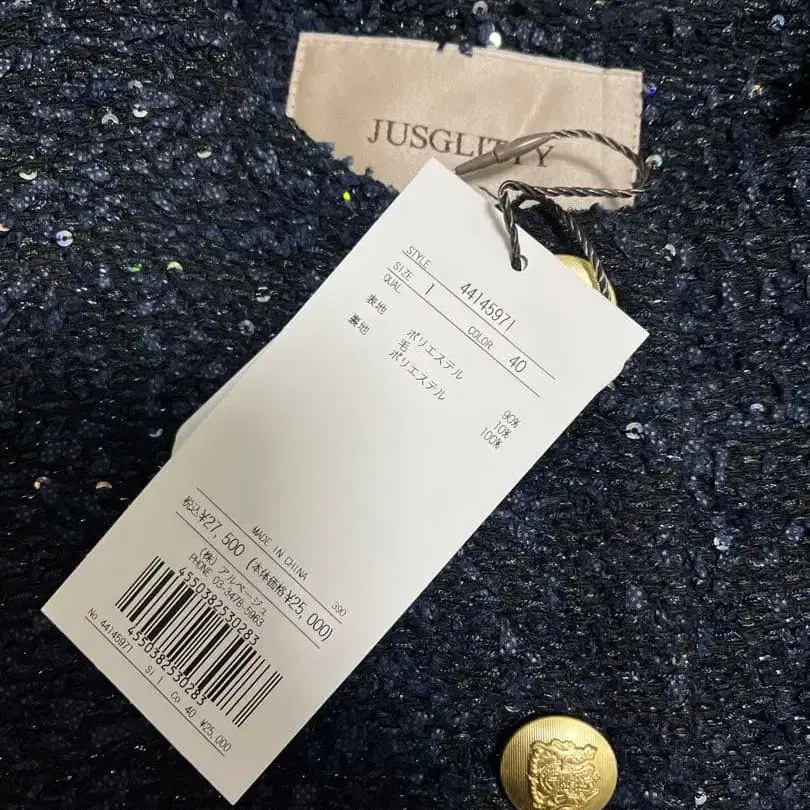 JUSGLITTY
STYLE 44145971
SIZE 1 COLOR 40
QUAL
表地 ポリエステル 90%
毛 10%
裏地 ポリエステル 100%
MADE IN CHINA 390
税込¥27,500 (本体価格¥25,000)
(株) アルページュ
PHONE 03-3478-5963
4550382530283
4550382530283
No 44145971 Si 1 Co 40 ¥25,000